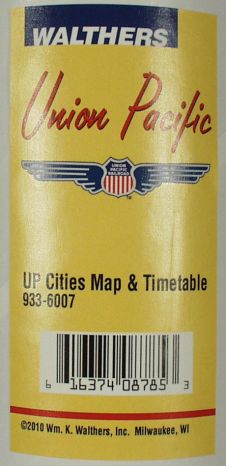 WALTHERS
Union Pacific
UNION
PACIFIC
RAILROAD
TM
UP Cities Map & Timetable
933-6007
6 16374 08785 3
©2010 Wm. K. Walthers, Inc. Milwaukee, WI